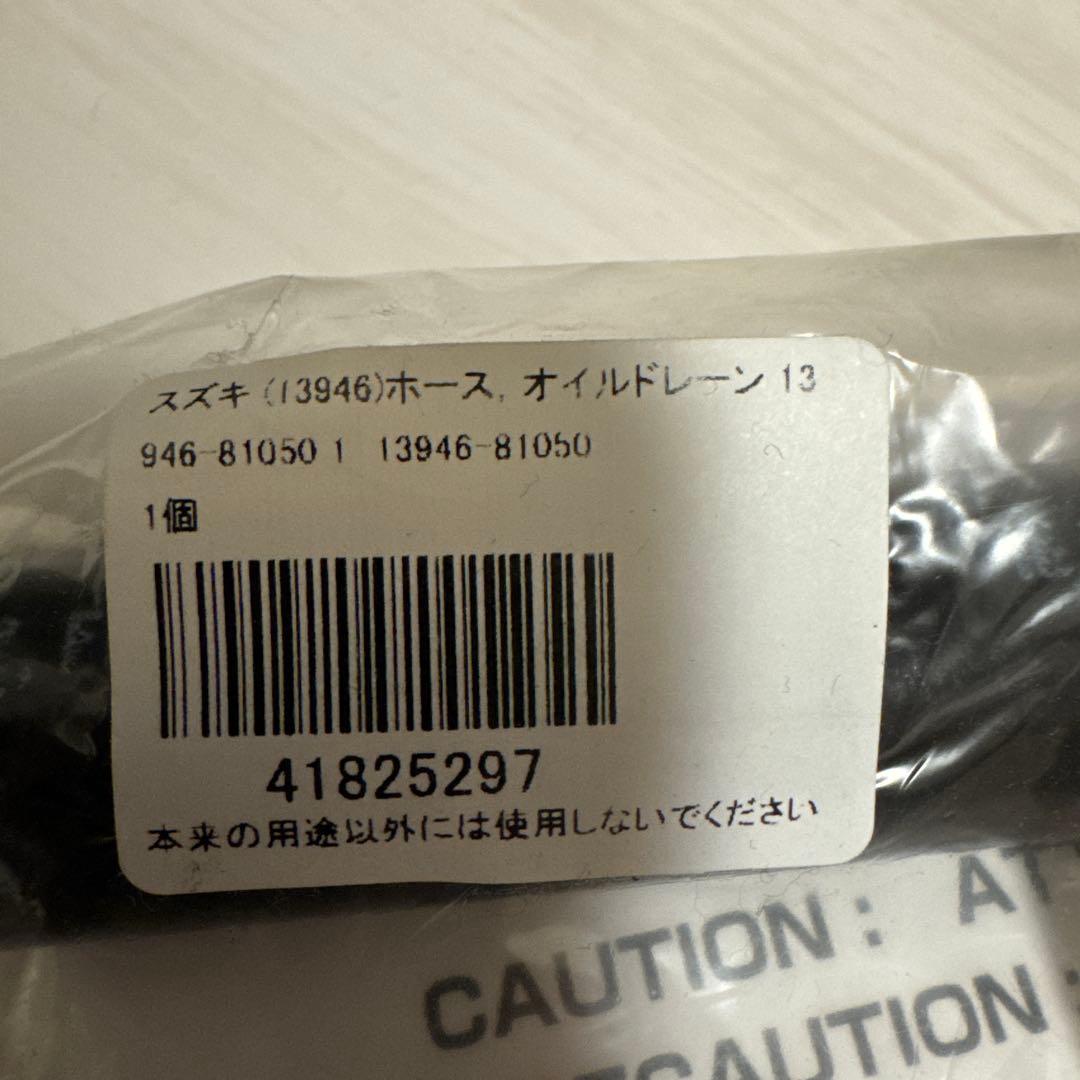 スズキ (13946)ホース, オイルドレーン 13
946-81050 1 13946-81050
1個
41825297
本来の用途以外には使用しないでください
CAUTION : AT
CAUTION :